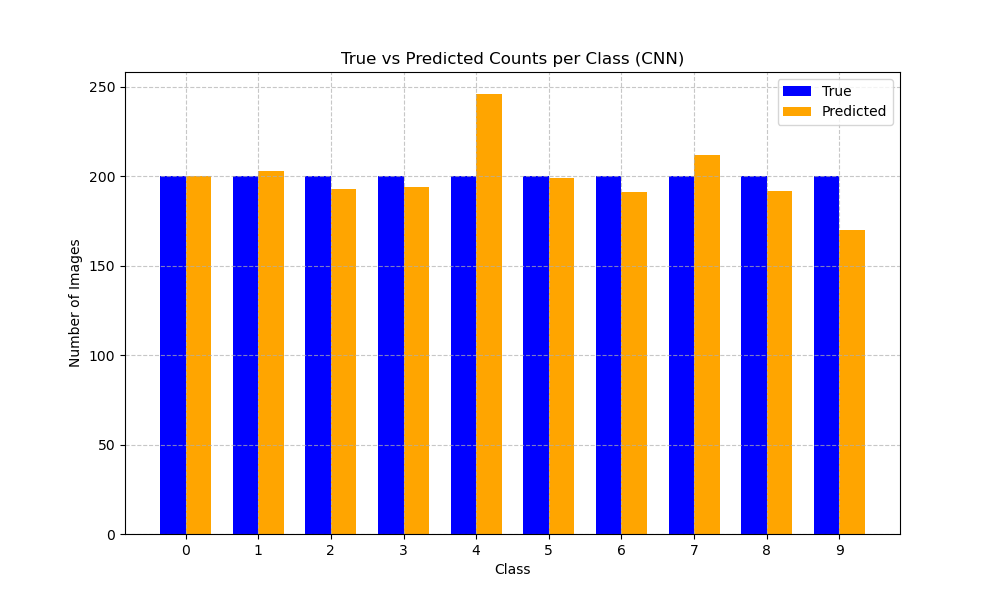 True vs Predicted Counts per Class (CNN)
True
Predicted
Number of Images
250
200
150
100
50
0
0 1 2 3 4 5 6 7 8 9
Class